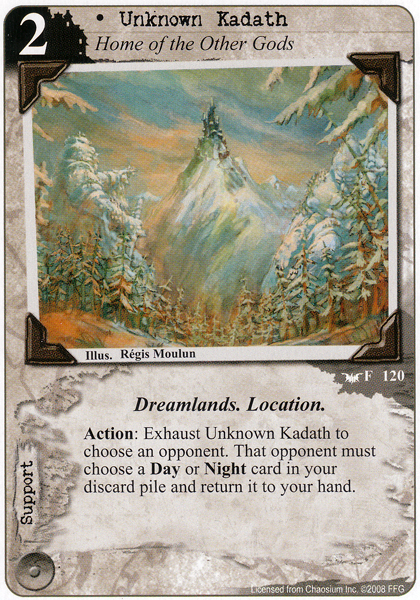 2
• Unknown Kadath
Home of the Other Gods
Illus. Régis Moulun
F 120
Dreamlands. Location.
Action: Exhaust Unknown Kadath to
choose an opponent. That opponent must
choose a Day or Night card in your
discard pile and return it to your hand.
Support
Licensed from Chaosium Inc. ©2008 FFG